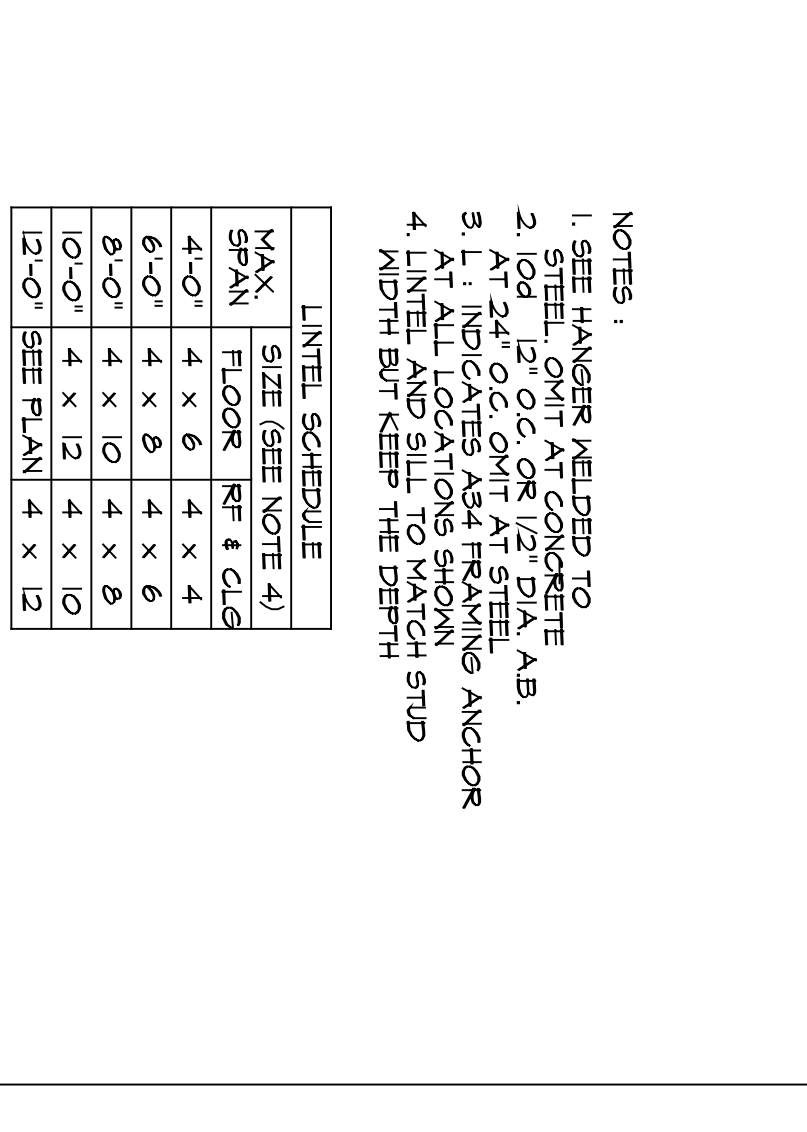 NOTES :
1. SEE HANGER WELDED TO
STEEL. OMIT AT CONCRETE
2. 10d 12" O.C. OR 1/2" DIA. A.B.
AT 24" O.C. OMIT AT STEEL
3. L : INDICATES A34 FRAMING ANCHOR
AT ALL LOCATIONS SHOWN
4. LINTEL AND SILL TO MATCH STUD
WIDTH BUT KEEP THE DEPTH
LINTEL SCHEDULE
MAX. SPAN SIZE (SEE NOTE 4)
FLOOR RF & CLG
4'-0" 4 x 6 4 x 4
6'-0" 4 x 8 4 x 6
8'-0" 4 x 10 4 x 8
10'-0" 4 x 12 4 x 10
12'-0" SEE PLAN 4 x 12